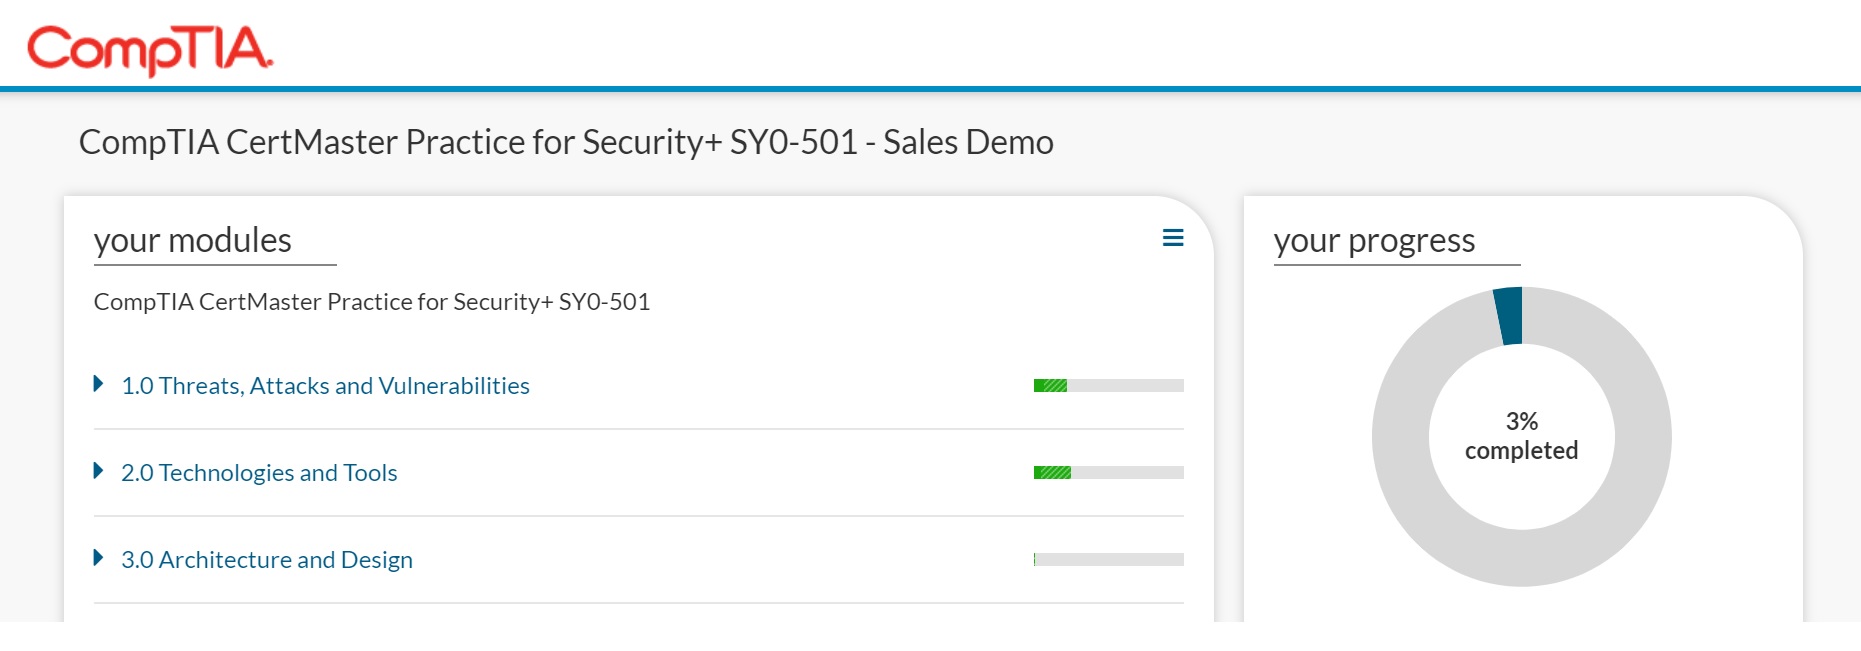 CompTIA.
CompTIA CertMaster Practice for Security+ SY0-501 - Sales Demo
your modules
CompTIA CertMaster Practice for Security+ SY0-501
1.0 Threats, Attacks and Vulnerabilities
2.0 Technologies and Tools
3.0 Architecture and Design
your progress
3%
completed